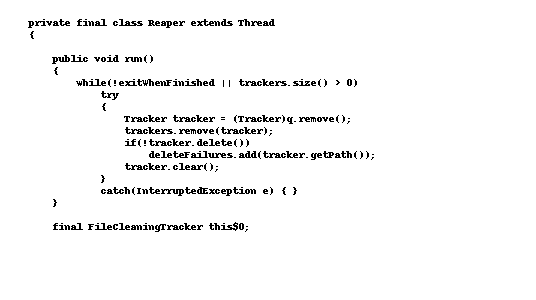 private final class Reaper extends Thread
{
public void run()
{
while(!exitWhenFinished || trackers.size() > 0)
try
{
Tracker tracker = (Tracker)q.remove();
trackers.remove(tracker);
if(!tracker.delete())
deleteFailures.add(tracker.getPath());
tracker.clear();
}
catch(InterruptedException e) { }
}
final FileCleaningTracker this$0;